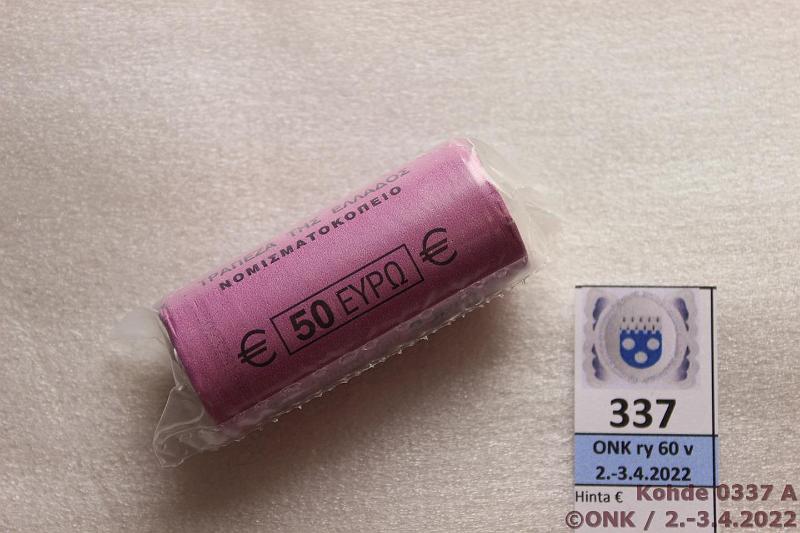 ΤΡΑΠΕΖΑ ΤΗΣ ΕΛΛΑΔΟΣ
ΝΟΜΙΣΜΑΤΟΚΟΠΕΙΟ
€ 50 ΕΥΡΩ €
337
ONK ry 60 v
2.-3.4.2022
Hinta €
Kohde 0337 A
©ONK / 2.-3.4.2022